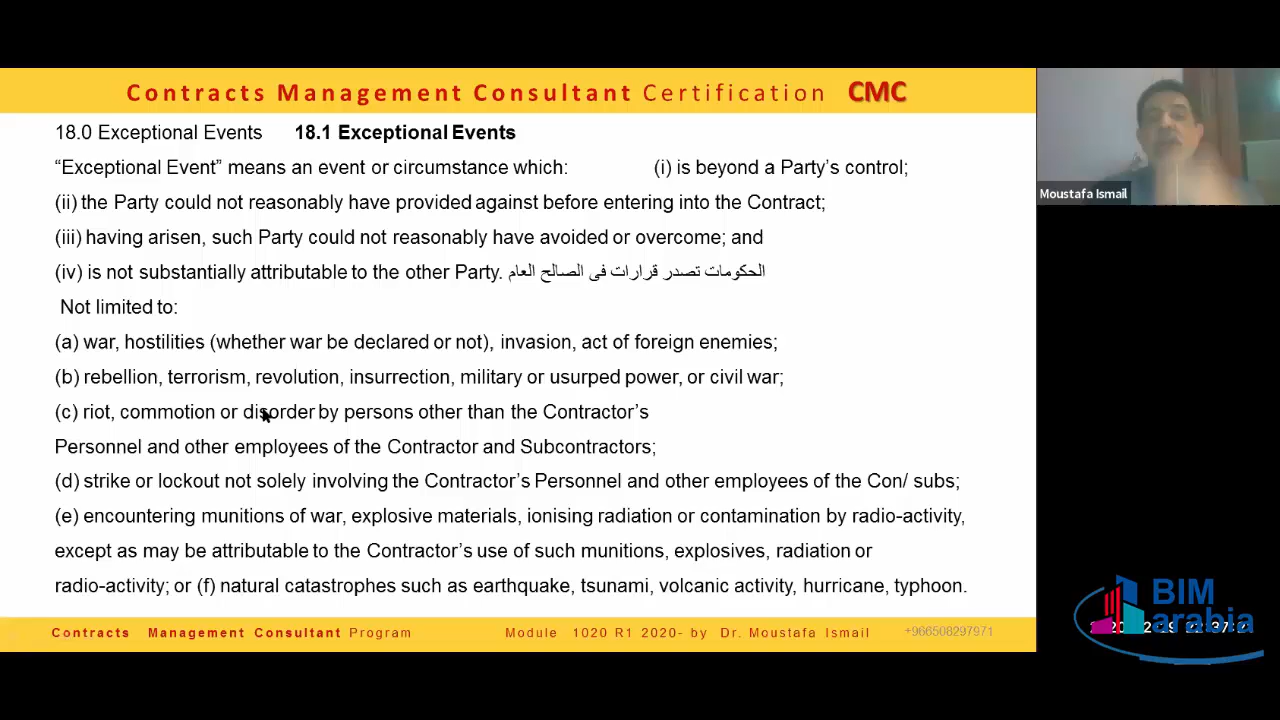 Contracts Management Consultant Certification CMC
18.0 Exceptional Events 18.1 Exceptional Events
“Exceptional Event” means an event or circumstance which: (i) is beyond a Party’s control;
(ii) the Party could not reasonably have provided against before entering into the Contract;
(iii) having arisen, such Party could not reasonably have avoided or overcome; and
(iv) is not substantially attributable to the other Party. الحكومات تصدر قرارات فى الصالح العام
Not limited to:
(a) war, hostilities (whether war be declared or not), invasion, act of foreign enemies;
(b) rebellion, terrorism, revolution, insurrection, military or usurped power, or civil war;
(c) riot, commotion or disorder by persons other than the Contractor’s
Personnel and other employees of the Contractor and Subcontractors;
(d) strike or lockout not solely involving the Contractor’s Personnel and other employees of the Con/ subs;
(e) encountering munitions of war, explosive materials, ionising radiation or contamination by radio-activity,
except as may be attributable to the Contractor’s use of such munitions, explosives, radiation or
radio-activity; or (f) natural catastrophes such as earthquake, tsunami, volcanic activity, hurricane, typhoon.
Contracts Management Consultant Program Module 1020 R1 2020- by Dr. Moustafa Ismail +966508297971
Moustafa Ismail
BIM
arabia